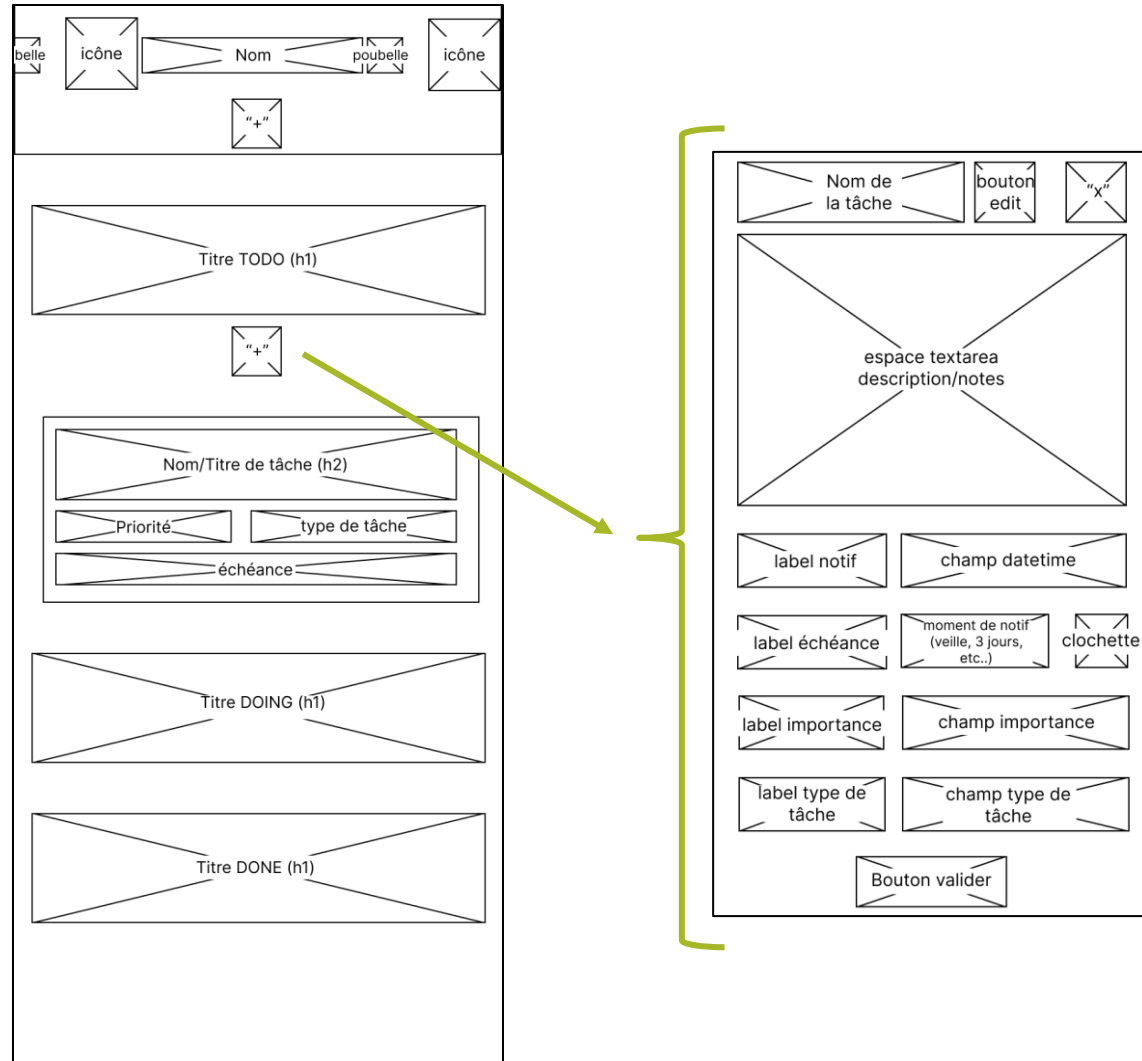 belle
icône
Nom
poubelle
icône
“+”
Titre TODO (h1)
“+”
Nom/Titre de tâche (h2)
Priorité
type de tâche
échéance
Titre DOING (h1)
Titre DONE (h1)
Nom de
la tâche
bouton
edit
“x”
espace textarea
description/notes
label notif
champ datetime
label échéance
moment de notif
(veille, 3 jours,
etc..)
clochette
label importance
champ importance
label type de
tâche
champ type de
tâche
Bouton valider